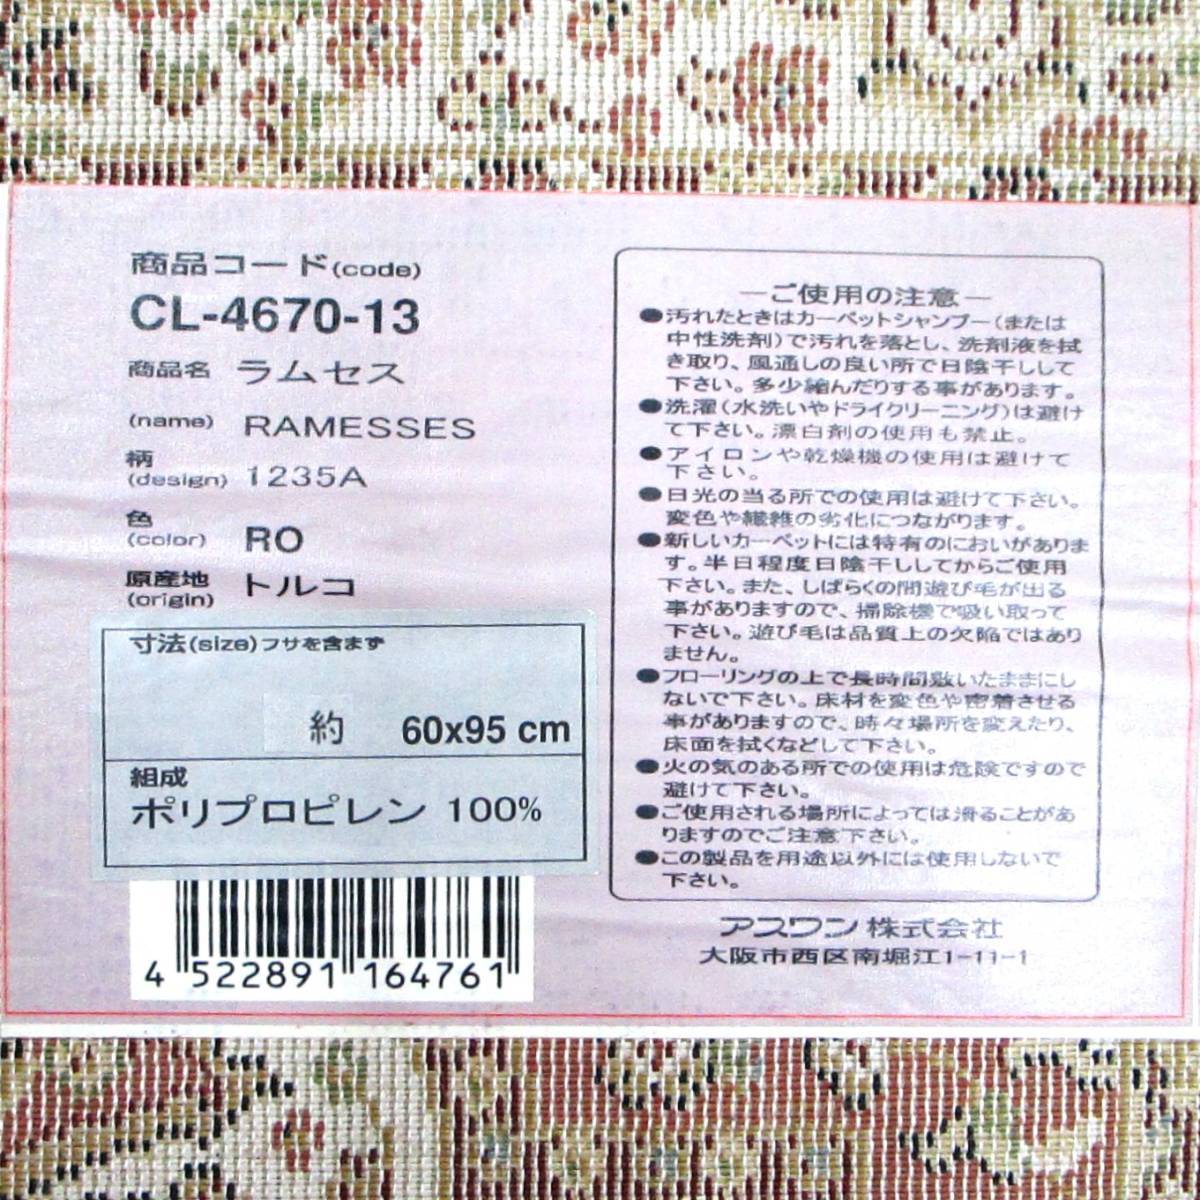 商品コード(code)
CL-4670-13
商品名 ラムセス
(name) RAMESSES
柄
(design) 1235A
色
(color) RO
原産地 トルコ
(origin)
寸法(size)フサを含まず
約 60x95 cm
組成
ポリプロピレン 100%
4 522891 164761
—ご使用の注意—
●汚れたときはカーペットシャンプー(または
中性洗剤)で汚れを落とし、洗剤液を拭
き取り、風通しの良い所で日陰干しして
下さい。多少縮んだりする事があります。
●洗濯(水洗いやドライクリーニング)は避け
て下さい。漂白剤の使用も禁止。
●アイロンや乾燥機の使用は避けて
下さい。
●日光の当る所での使用は避けて下さい。
変色や繊維の劣化につながります。
●新しいカーペットには特有のにおいがありま
す。半日程度日陰干ししてからご使用
下さい。また、しばらくの間遊び毛が出る
事がありますので、掃除機で吸い取って
下さい。遊び毛は品質上の欠陥ではあり
ません。
●フローリングの上で長時間敷いたままにし
ないで下さい。床材を変色や密着させる
事がありますので、時々場所を変えたり、
床面を拭くなどして下さい。
●火の気のある所での使用は危険ですので
避けて下さい。
●ご使用される場所によっては滑ることがあ
りますのでご注意下さい。
●この製品を用途以外には使用しないで
下さい。
アスワン株式会社
大阪市西区南堀江1-11-1